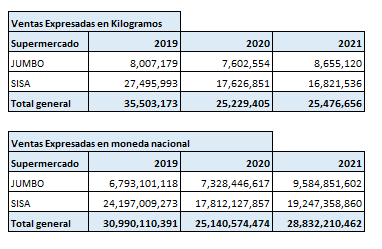 Ventas Expresadas en Kilogramos
Supermercado 2019 2020 2021
JUMBO 8,007,179 7,602,554 8,655,120
SISA 27,495,993 17,626,851 16,821,536
Total general 35,503,173 25,229,405 25,476,656
Ventas Expresadas en moneda nacional
Supermercado 2019 2020 2021
JUMBO 6,793,101,118 7,328,446,617 9,584,851,602
SISA 24,197,009,273 17,812,127,857 19,247,358,860
Total general 30,990,110,391 25,140,574,474 28,832,210,462